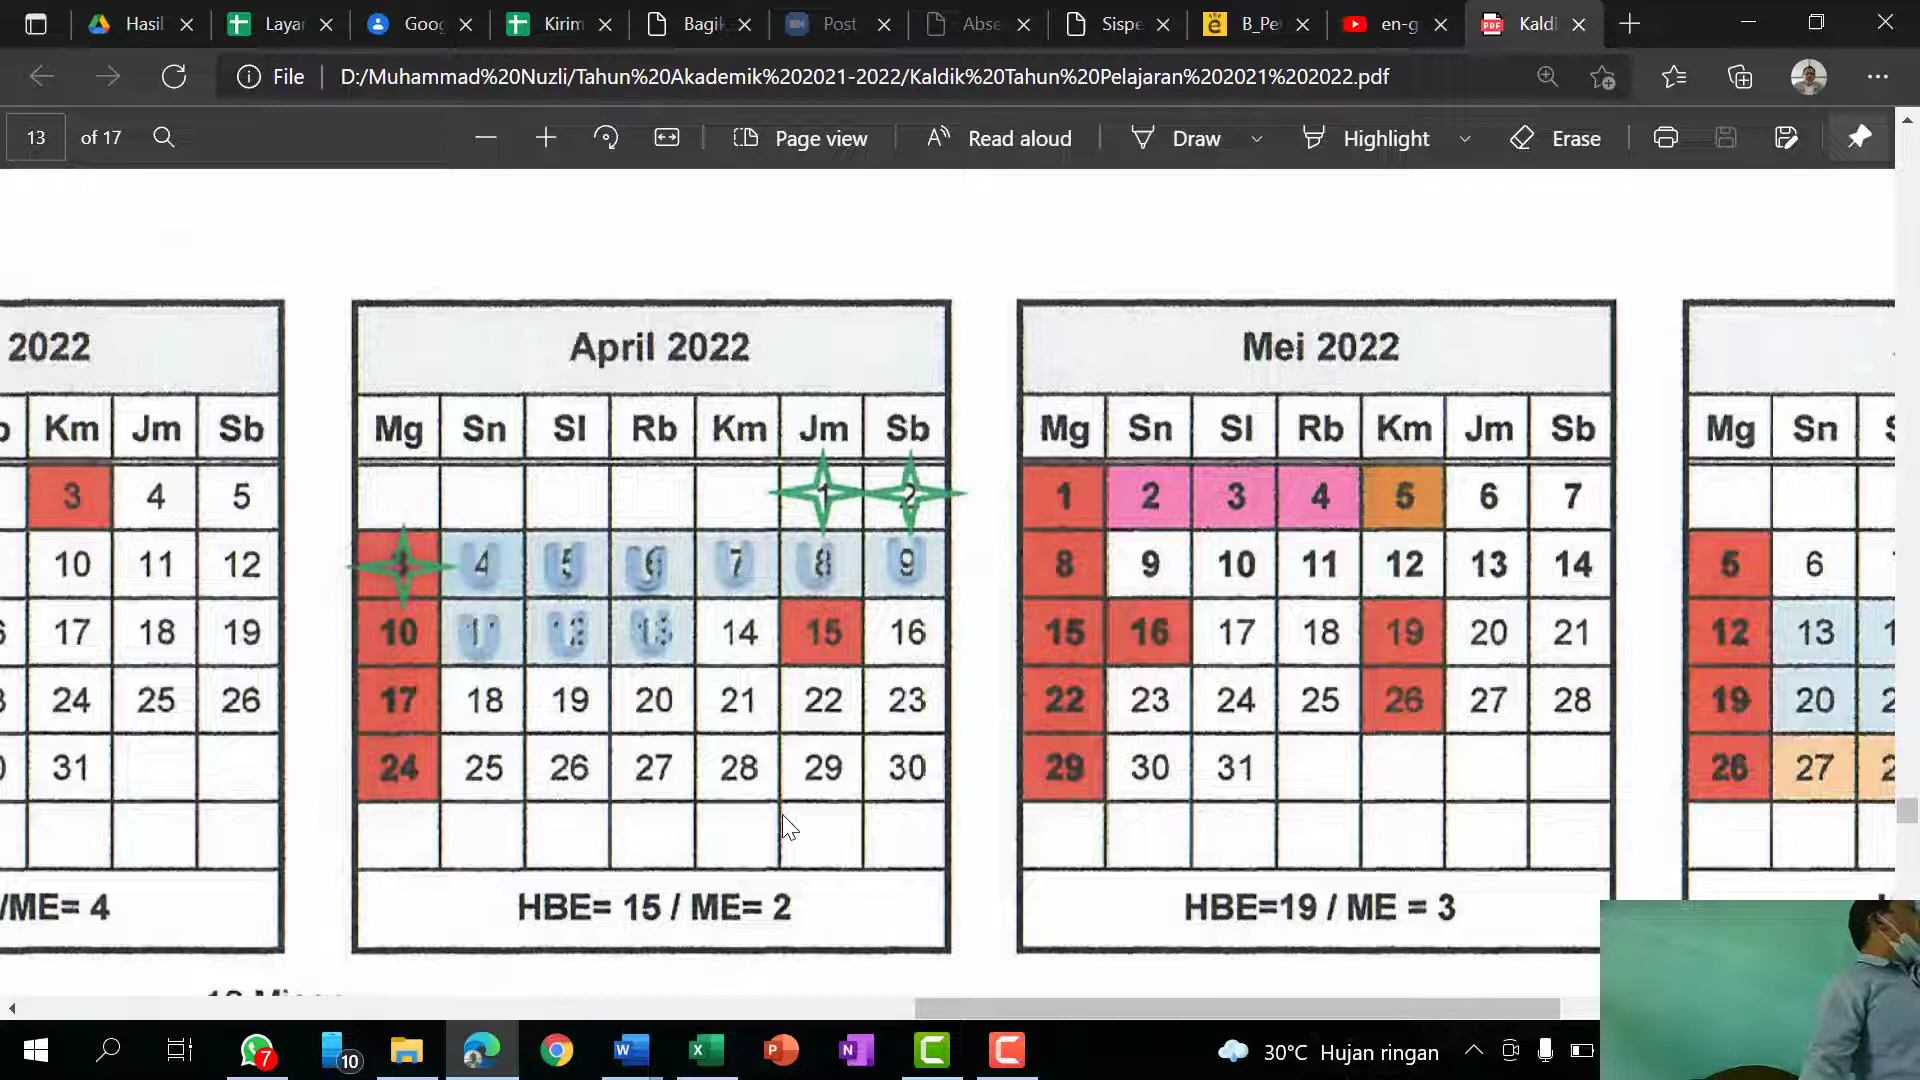 Hasil
Layar
Goog
Kirim
Bagik
Post
Abse
Sispe
B_Pe
en-g
Kaldi
File
D:/Muhammad%20Nuzli/Tahun%20Akademik%202021-2022/Kaldik%20Tahun%20Pelajaran%202021%202022.pdf
13 of 17
Page view
Read aloud
Draw
Highlight
Erase
2022
Km Jm Sb
3 4 5
10 11 12
17 18 19
24 25 26
31
/ME= 4
April 2022
Mg Sn Sl Rb Km Jm Sb
1 2
3 4 5 6 7 8 9
10 11 12 13 14 15 16
17 18 19 20 21 22 23
24 25 26 27 28 29 30
HBE= 15 / ME= 2
Mei 2022
Mg Sn Sl Rb Km Jm Sb
1 2 3 4 5 6 7
8 9 10 11 12 13 14
15 16 17 18 19 20 21
22 23 24 25 26 27 28
29 30 31
HBE=19 / ME = 3
Mg Sn
5 6
12 13
19 20
26 27
7
10
30°C Hujan ringan